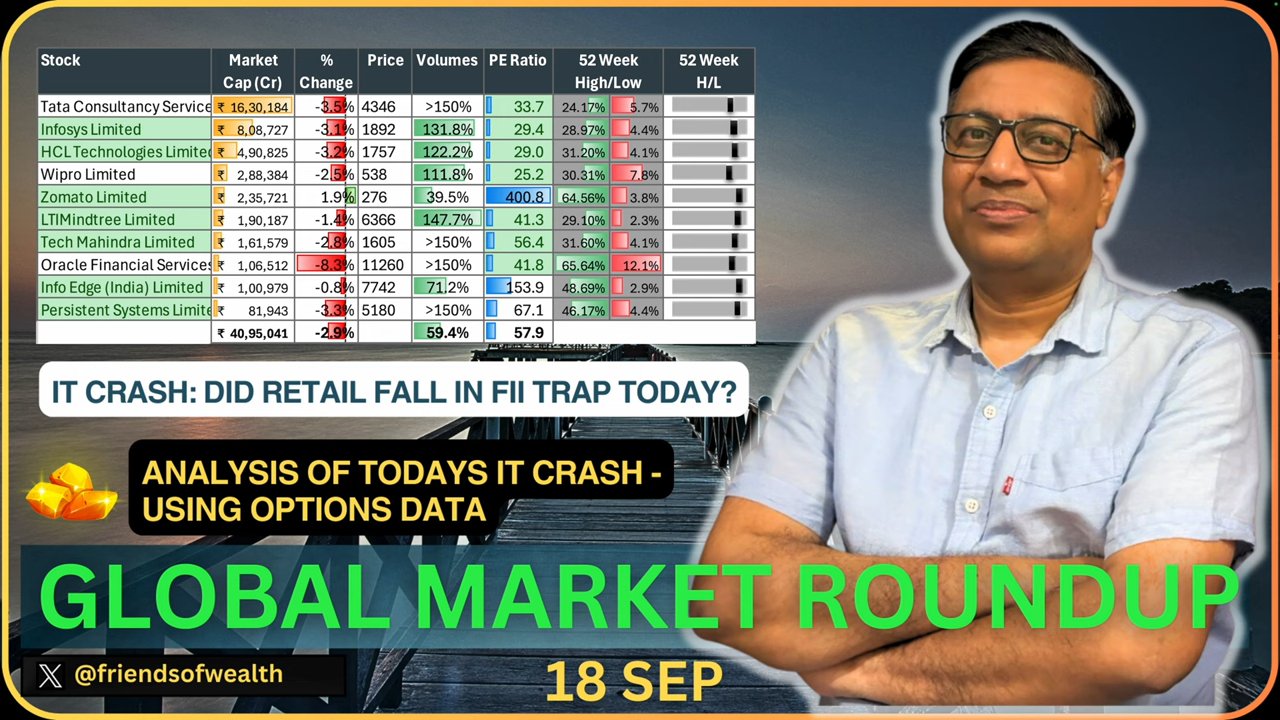 Stock Market % Price Volumes PE Ratio 52 Week 52 Week
Cap (Cr) Change High/Low H/L
Tata Consultancy Service ₹ 16,30,184 -3.5% 4346 >150% 33.7 24.17% 5.7%
Infosys Limited ₹ 8,08,727 -3.1% 1892 131.8% 29.4 28.97% 4.4%
HCL Technologies Limited ₹ 4,90,825 -3.2% 1757 122.2% 29.0 31.20% 4.1%
Wipro Limited ₹ 2,88,384 -2.5% 538 111.8% 25.2 30.31% 7.8%
Zomato Limited ₹ 2,35,721 1.9% 276 39.5% 400.8 64.56% 3.8%
LTIMindtree Limited ₹ 1,90,187 -1.4% 6366 147.7% 41.3 29.10% 2.3%
Tech Mahindra Limited ₹ 1,61,579 -2.8% 1605 >150% 56.4 31.60% 4.1%
Oracle Financial Services ₹ 1,06,512 -8.3% 11260 >150% 41.8 65.64% 12.1%
Info Edge (India) Limited ₹ 1,00,979 -0.8% 7742 71.2% 153.9 48.69% 2.9%
Persistent Systems Limite ₹ 81,943 -3.3% 5180 >150% 67.1 46.17% 4.4%
₹ 40,95,041 -2.9% 59.4% 57.9
IT CRASH: DID RETAIL FALL IN FII TRAP TODAY?
ANALYSIS OF TODAYS IT CRASH -
USING OPTIONS DATA
GLOBAL MARKET ROUNDUP
X @friendsofwealth
18 SEP